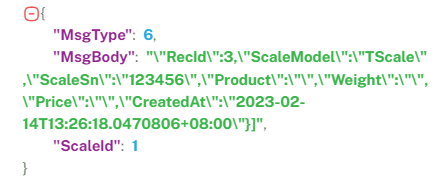 {
"MsgType": 6,
"MsgBody": "\"RecId\":3,\"ScaleModel\":\"TScale\"
,\"ScaleSn\":\"123456\",\"Product\":\"\",\"Weight\":\"\",
\"Price\":\"\",\"CreatedAt\":\"2023-02-
14T13:26:18.0470806+08:00\"}]",
"ScaleId": 1
}